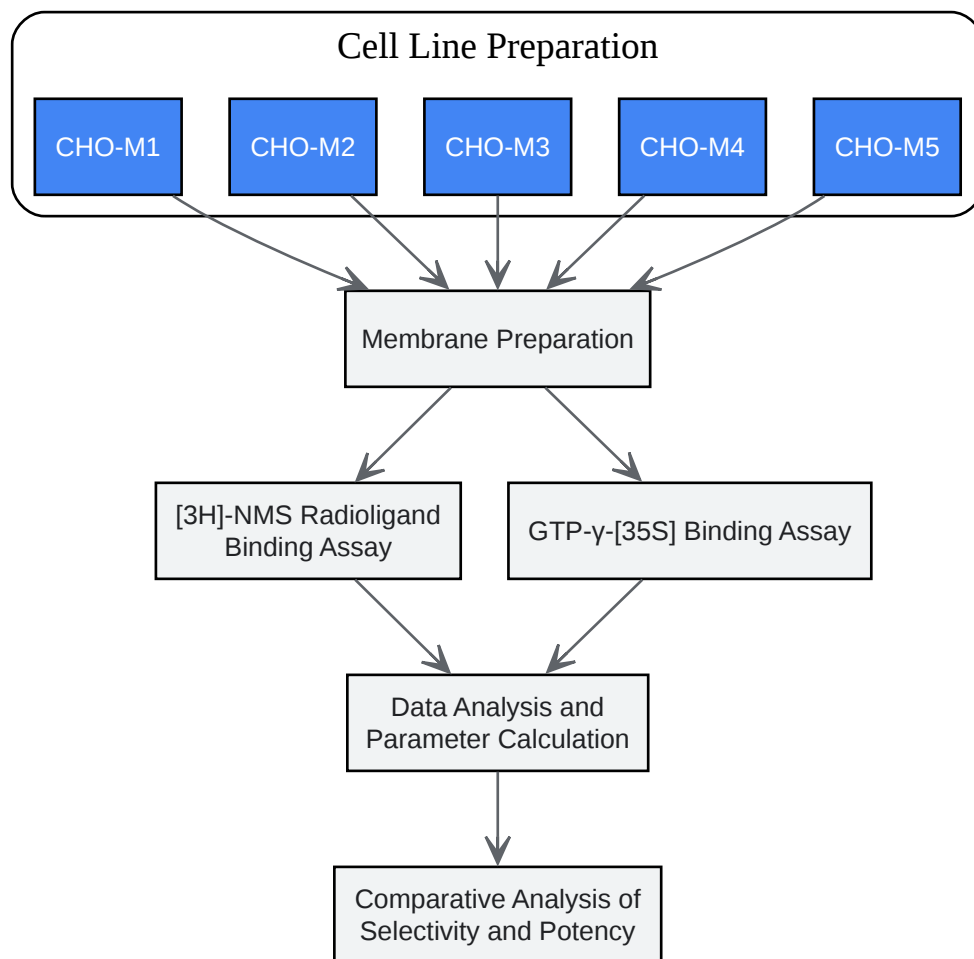 Cell Line Preparation
CHO-M1
CHO-M2
CHO-M3
CHO-M4
CHO-M5
Membrane Preparation
[3H]-NMS Radioligand
Binding Assay
GTP-γ-[35S] Binding Assay
Data Analysis and
Parameter Calculation
Comparative Analysis of
Selectivity and Potency